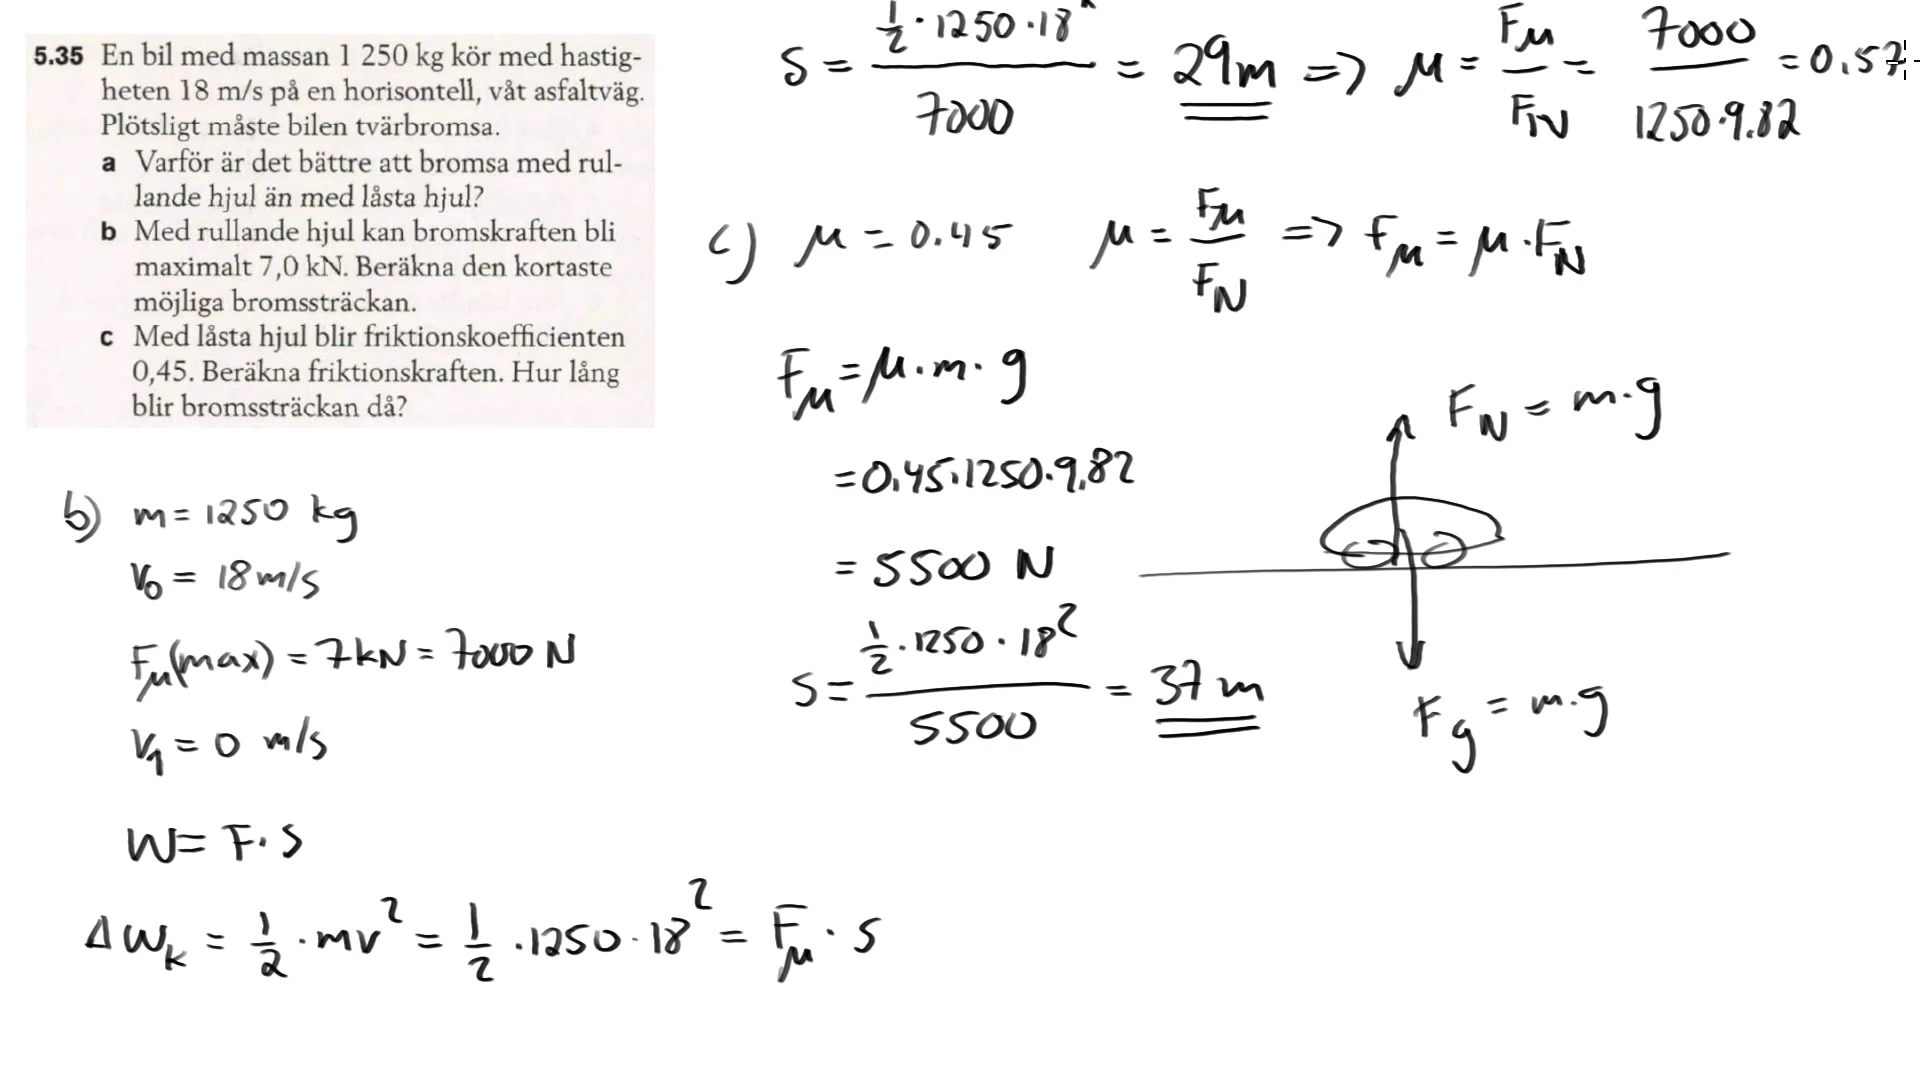 5.35 En bil med massan 1 250 kg kör med hastig-
heten 18 m/s på en horisontell, våt asfaltväg.
Plötsligt måste bilen tvärbromsa.
a Varför är det bättre att bromsa med rul-
lande hjul än med låsta hjul?
b Med rullande hjul kan bromskraften bli
maximalt 7,0 kN. Beräkna den kortaste
möjliga bromssträckan.
c Med låsta hjul blir friktionskoefficienten
0,45. Beräkna friktionskraften. Hur lång
blir bromssträckan då?
b) m = 1250 kg
V₀ = 18 m/s
Fμ(max) = 7kN = 7000 N
V₁ = 0 m/s
W = F · s
ΔWk = 1/2 · mv² = 1/2 · 1250 · 18² = Fμ · s
s = (1/2 · 1250 · 18²)/7000 = 29m => μ = Fμ/FN = 7000/(1250·9.82) = 0.57
c) μ = 0.45 μ = Fμ/FN => Fμ = μ · FN
Fμ = μ · m · g
= 0.45·1250·9.82
= 5500 N
s = (1/2 · 1250 · 18²)/5500 = 37 m
FN = m·g
Fg = m·g